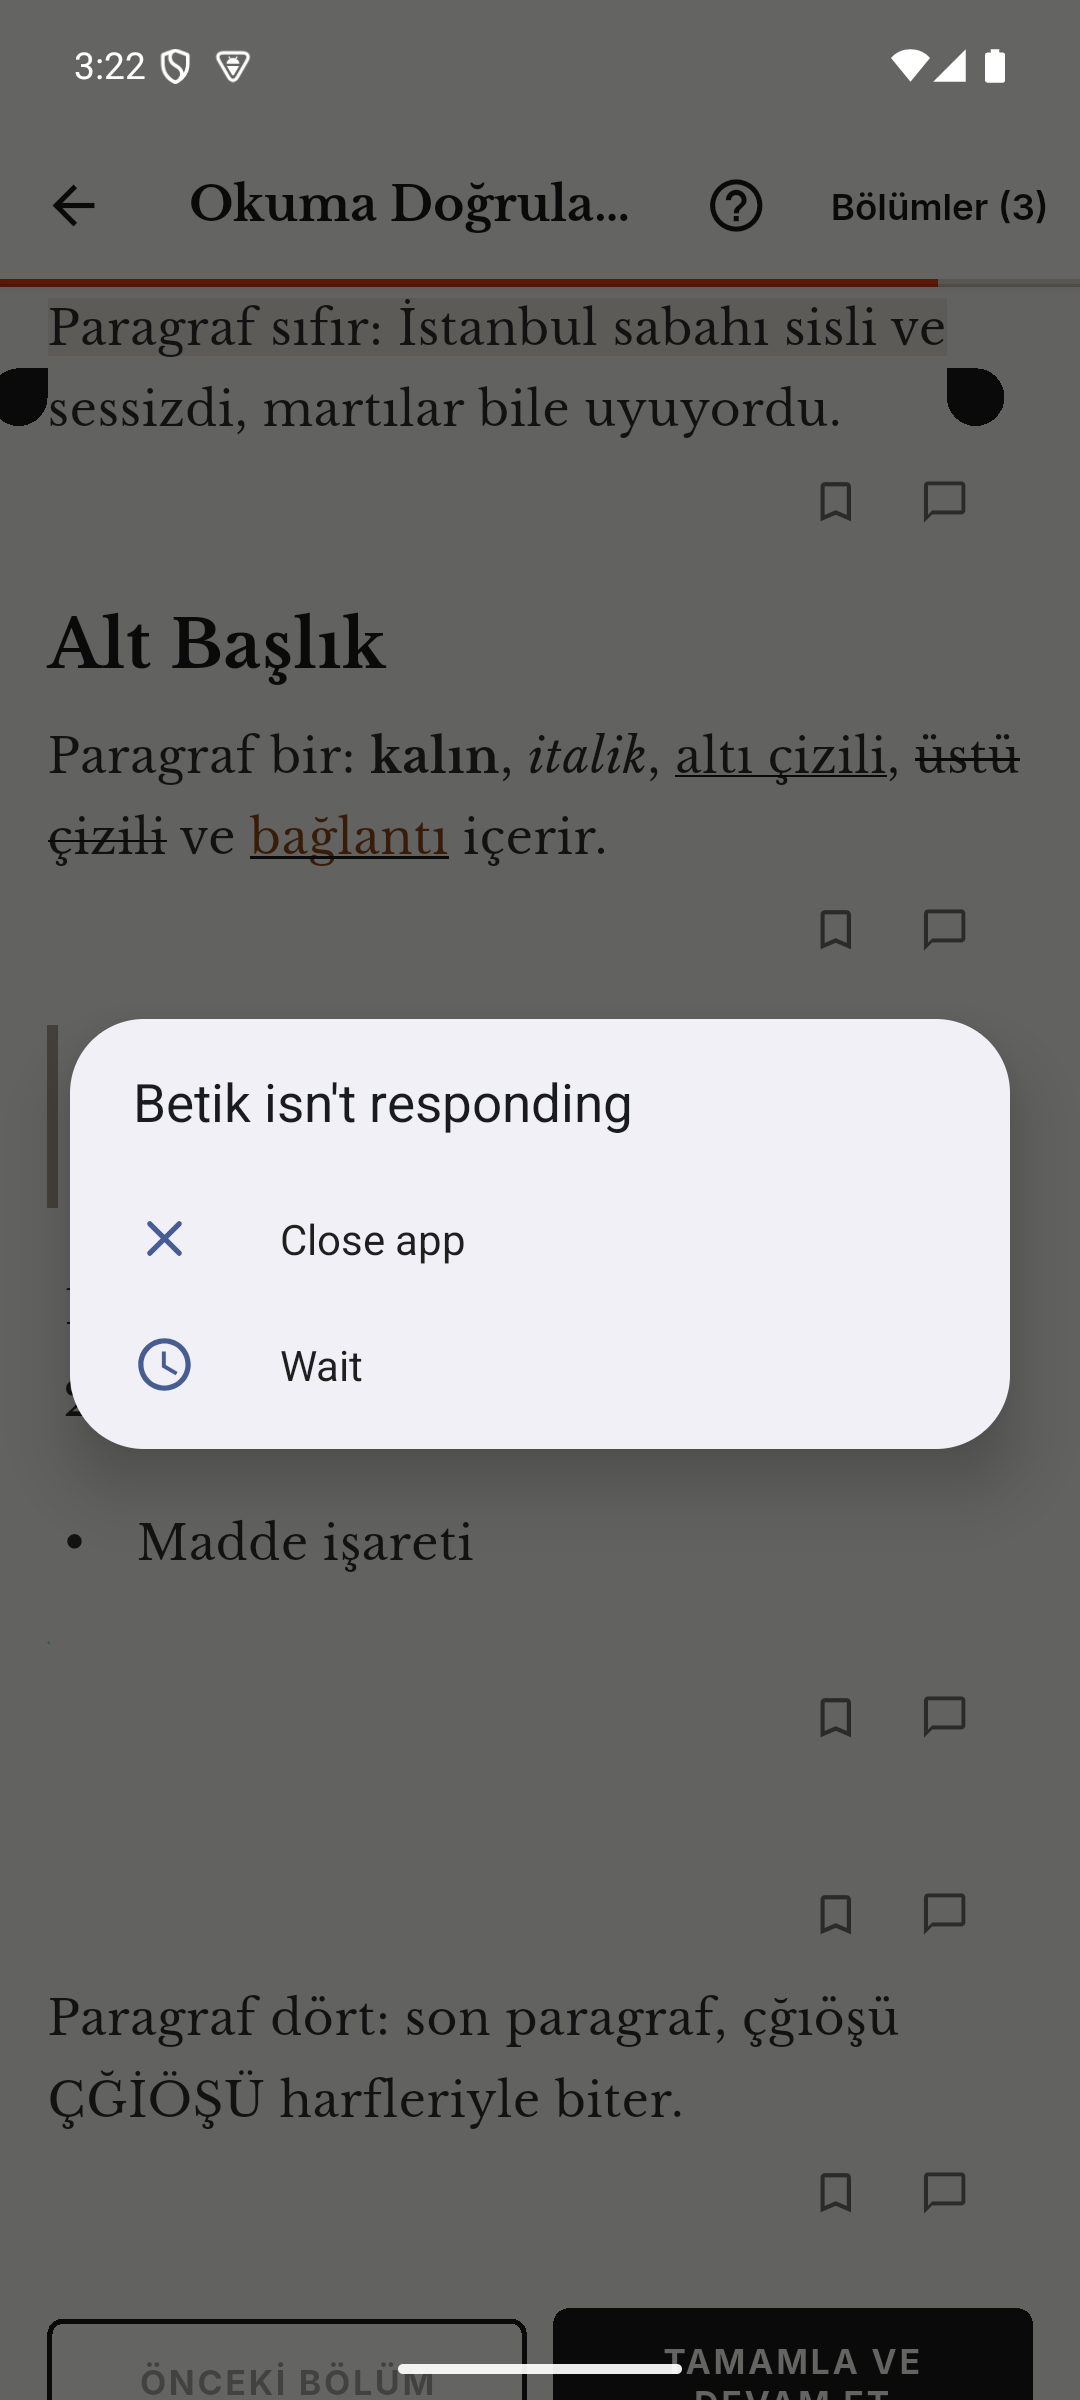 3:22
Okuma Doğrula...
Bölümler (3)
Paragraf sıfır: İstanbul sabahı sisli ve
sessizdi, martılar bile uyuyordu.
Alt Başlık
Paragraf bir: kalın, italik, altı çizili, üstü
çizili ve bağlantı içerir.
Betik isn't responding
Close app
Wait
• Madde işareti
Paragraf dört: son paragraf, çğıöşü
ÇĞİÖŞÜ harfleriyle biter.
ÖNCEKİ BÖLÜM
TAMAMLA VE
DEVAM ET